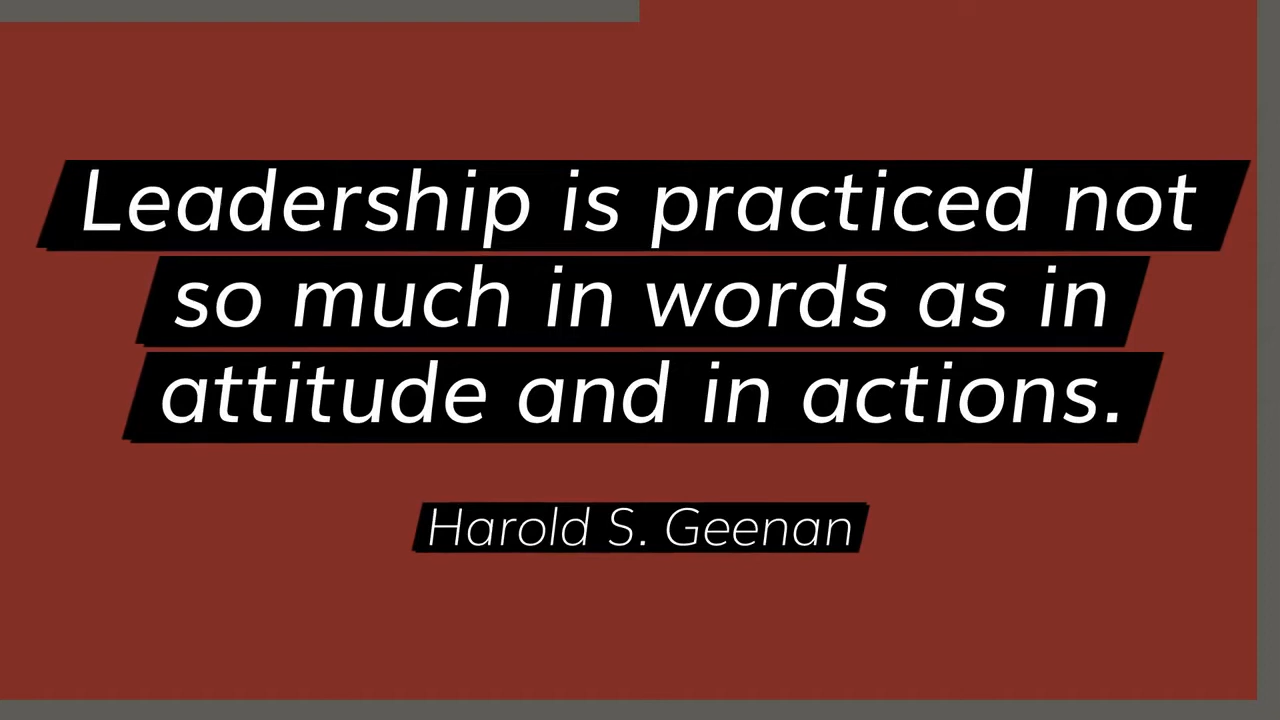 Leadership is practiced not
so much in words as in
attitude and in actions.
Harold S. Geenan